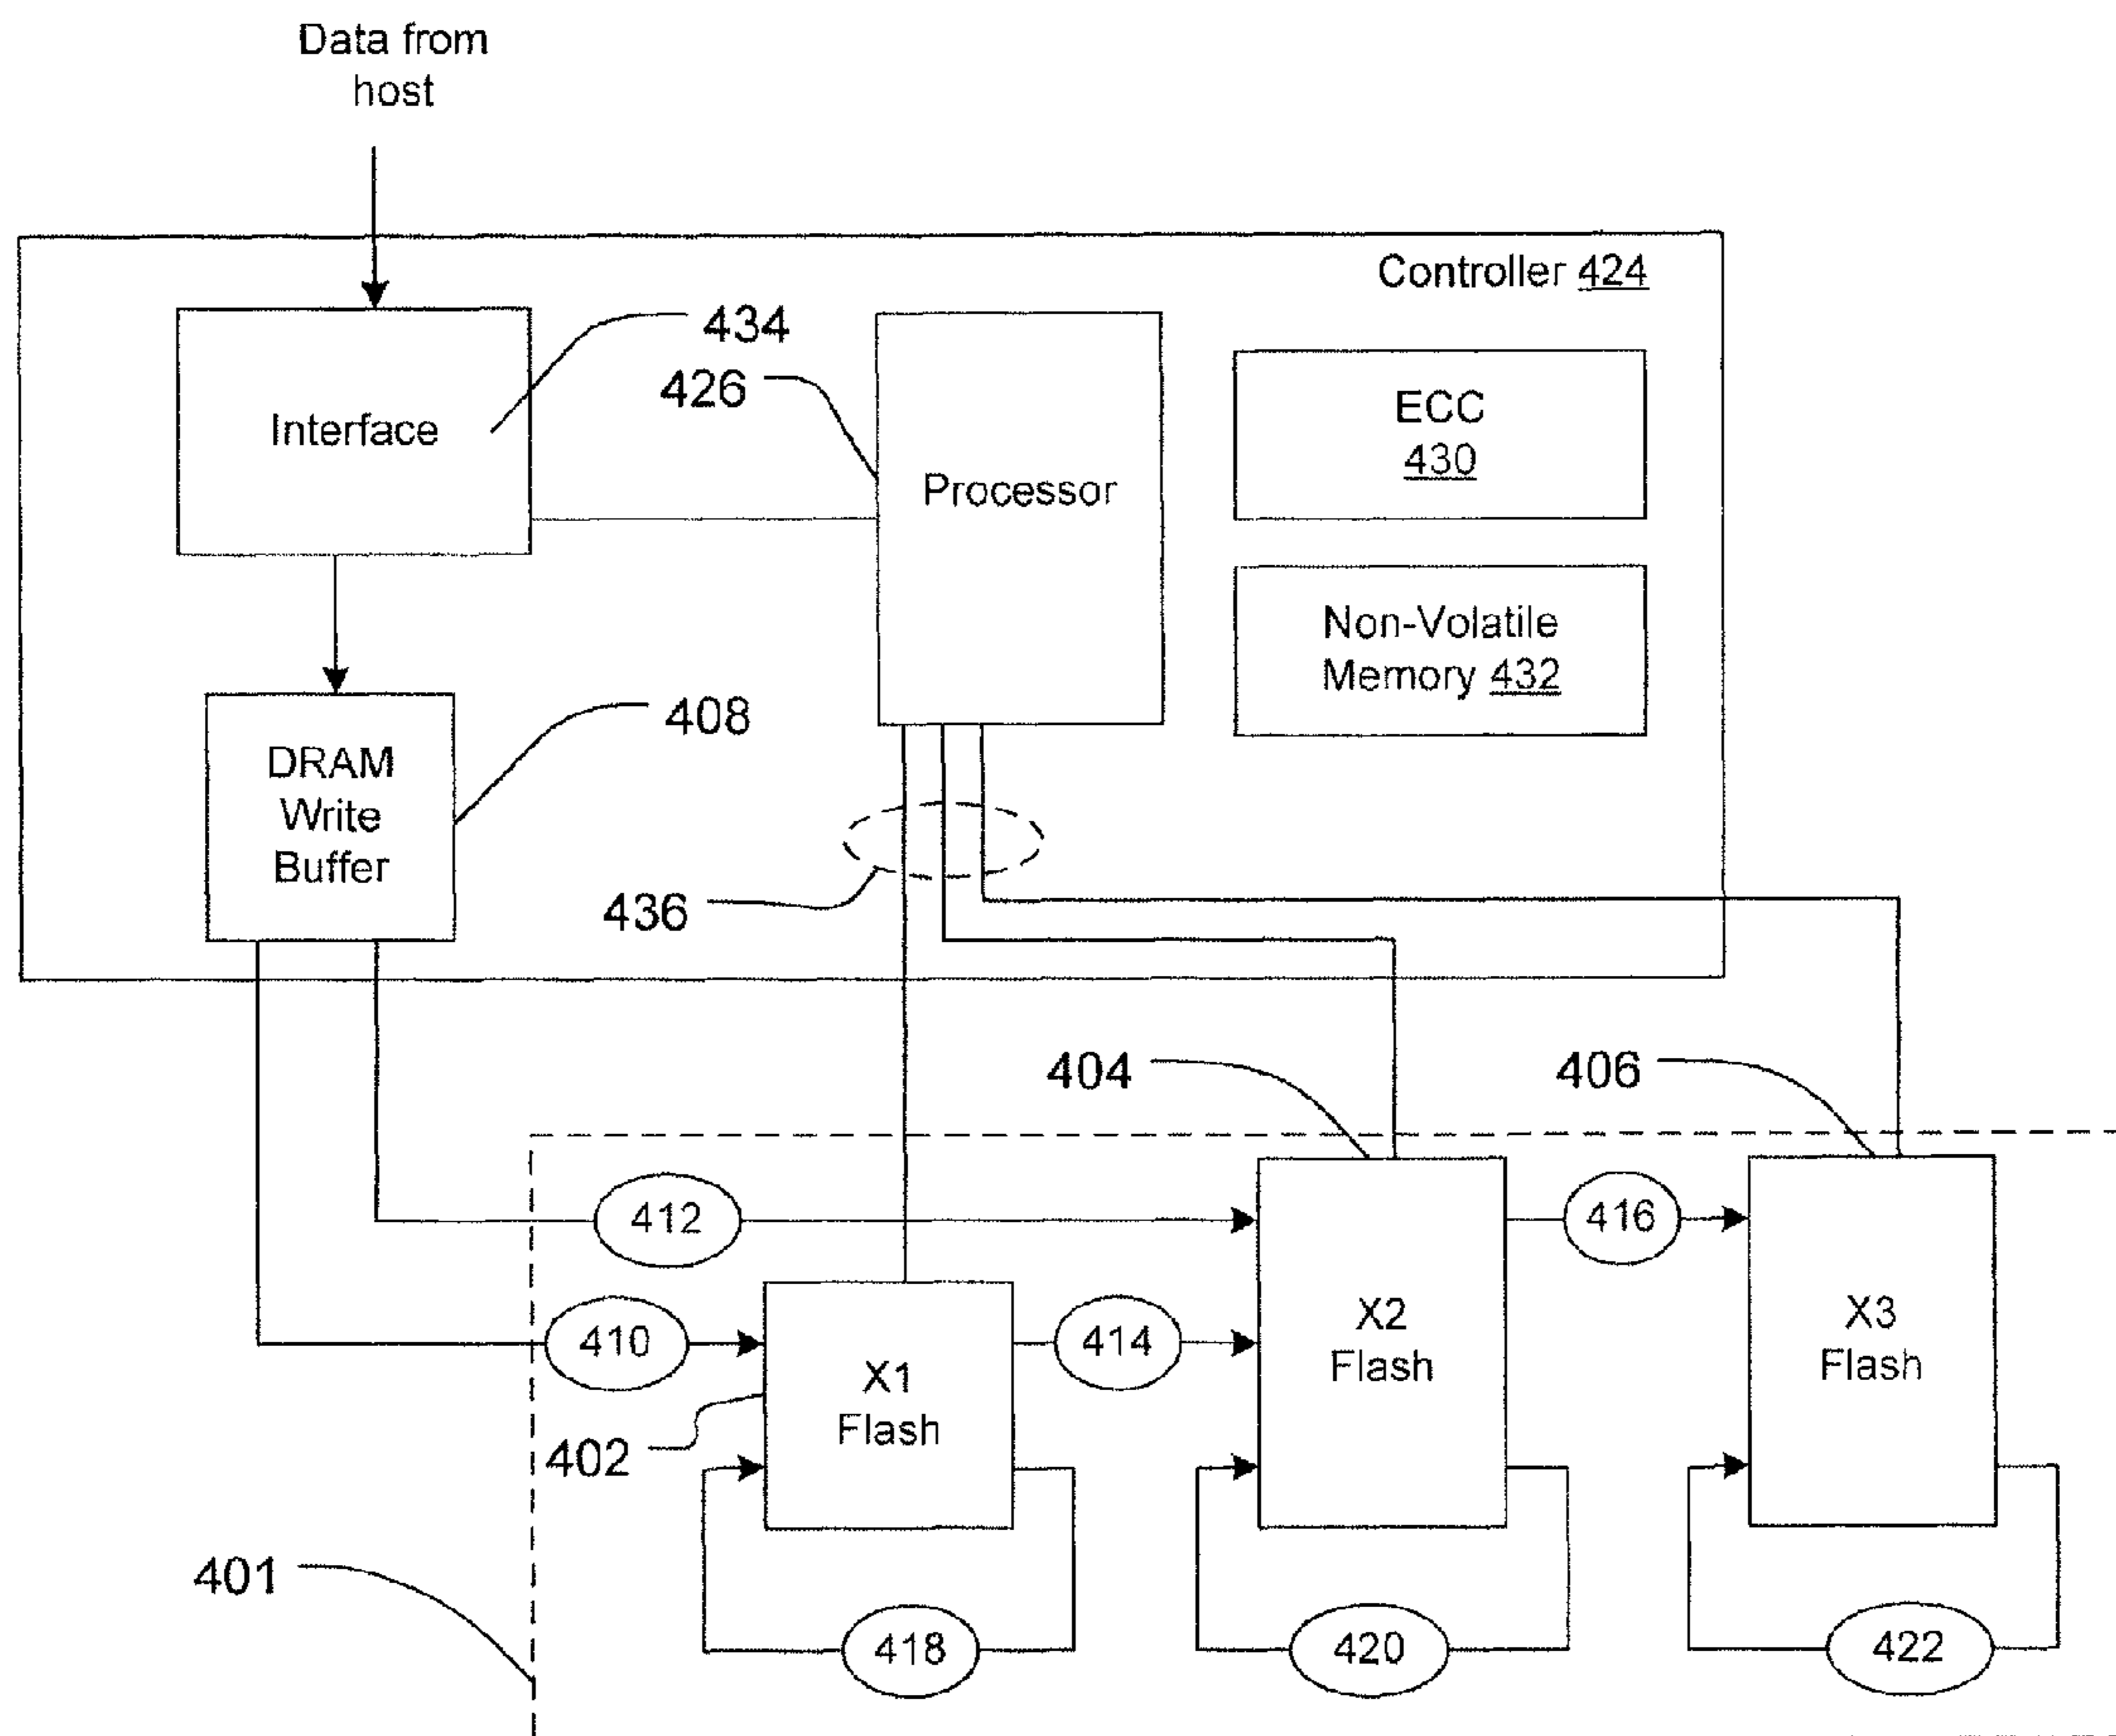 Data from
host
Controller 424
434
426
Interface
Processor
ECC
430
Non-Volatile
Memory 432
408
DRAM
Write
Buffer
436
404
406
412
416
410
414
X1
Flash
X2
Flash
X3
Flash
402
401
418
420
422